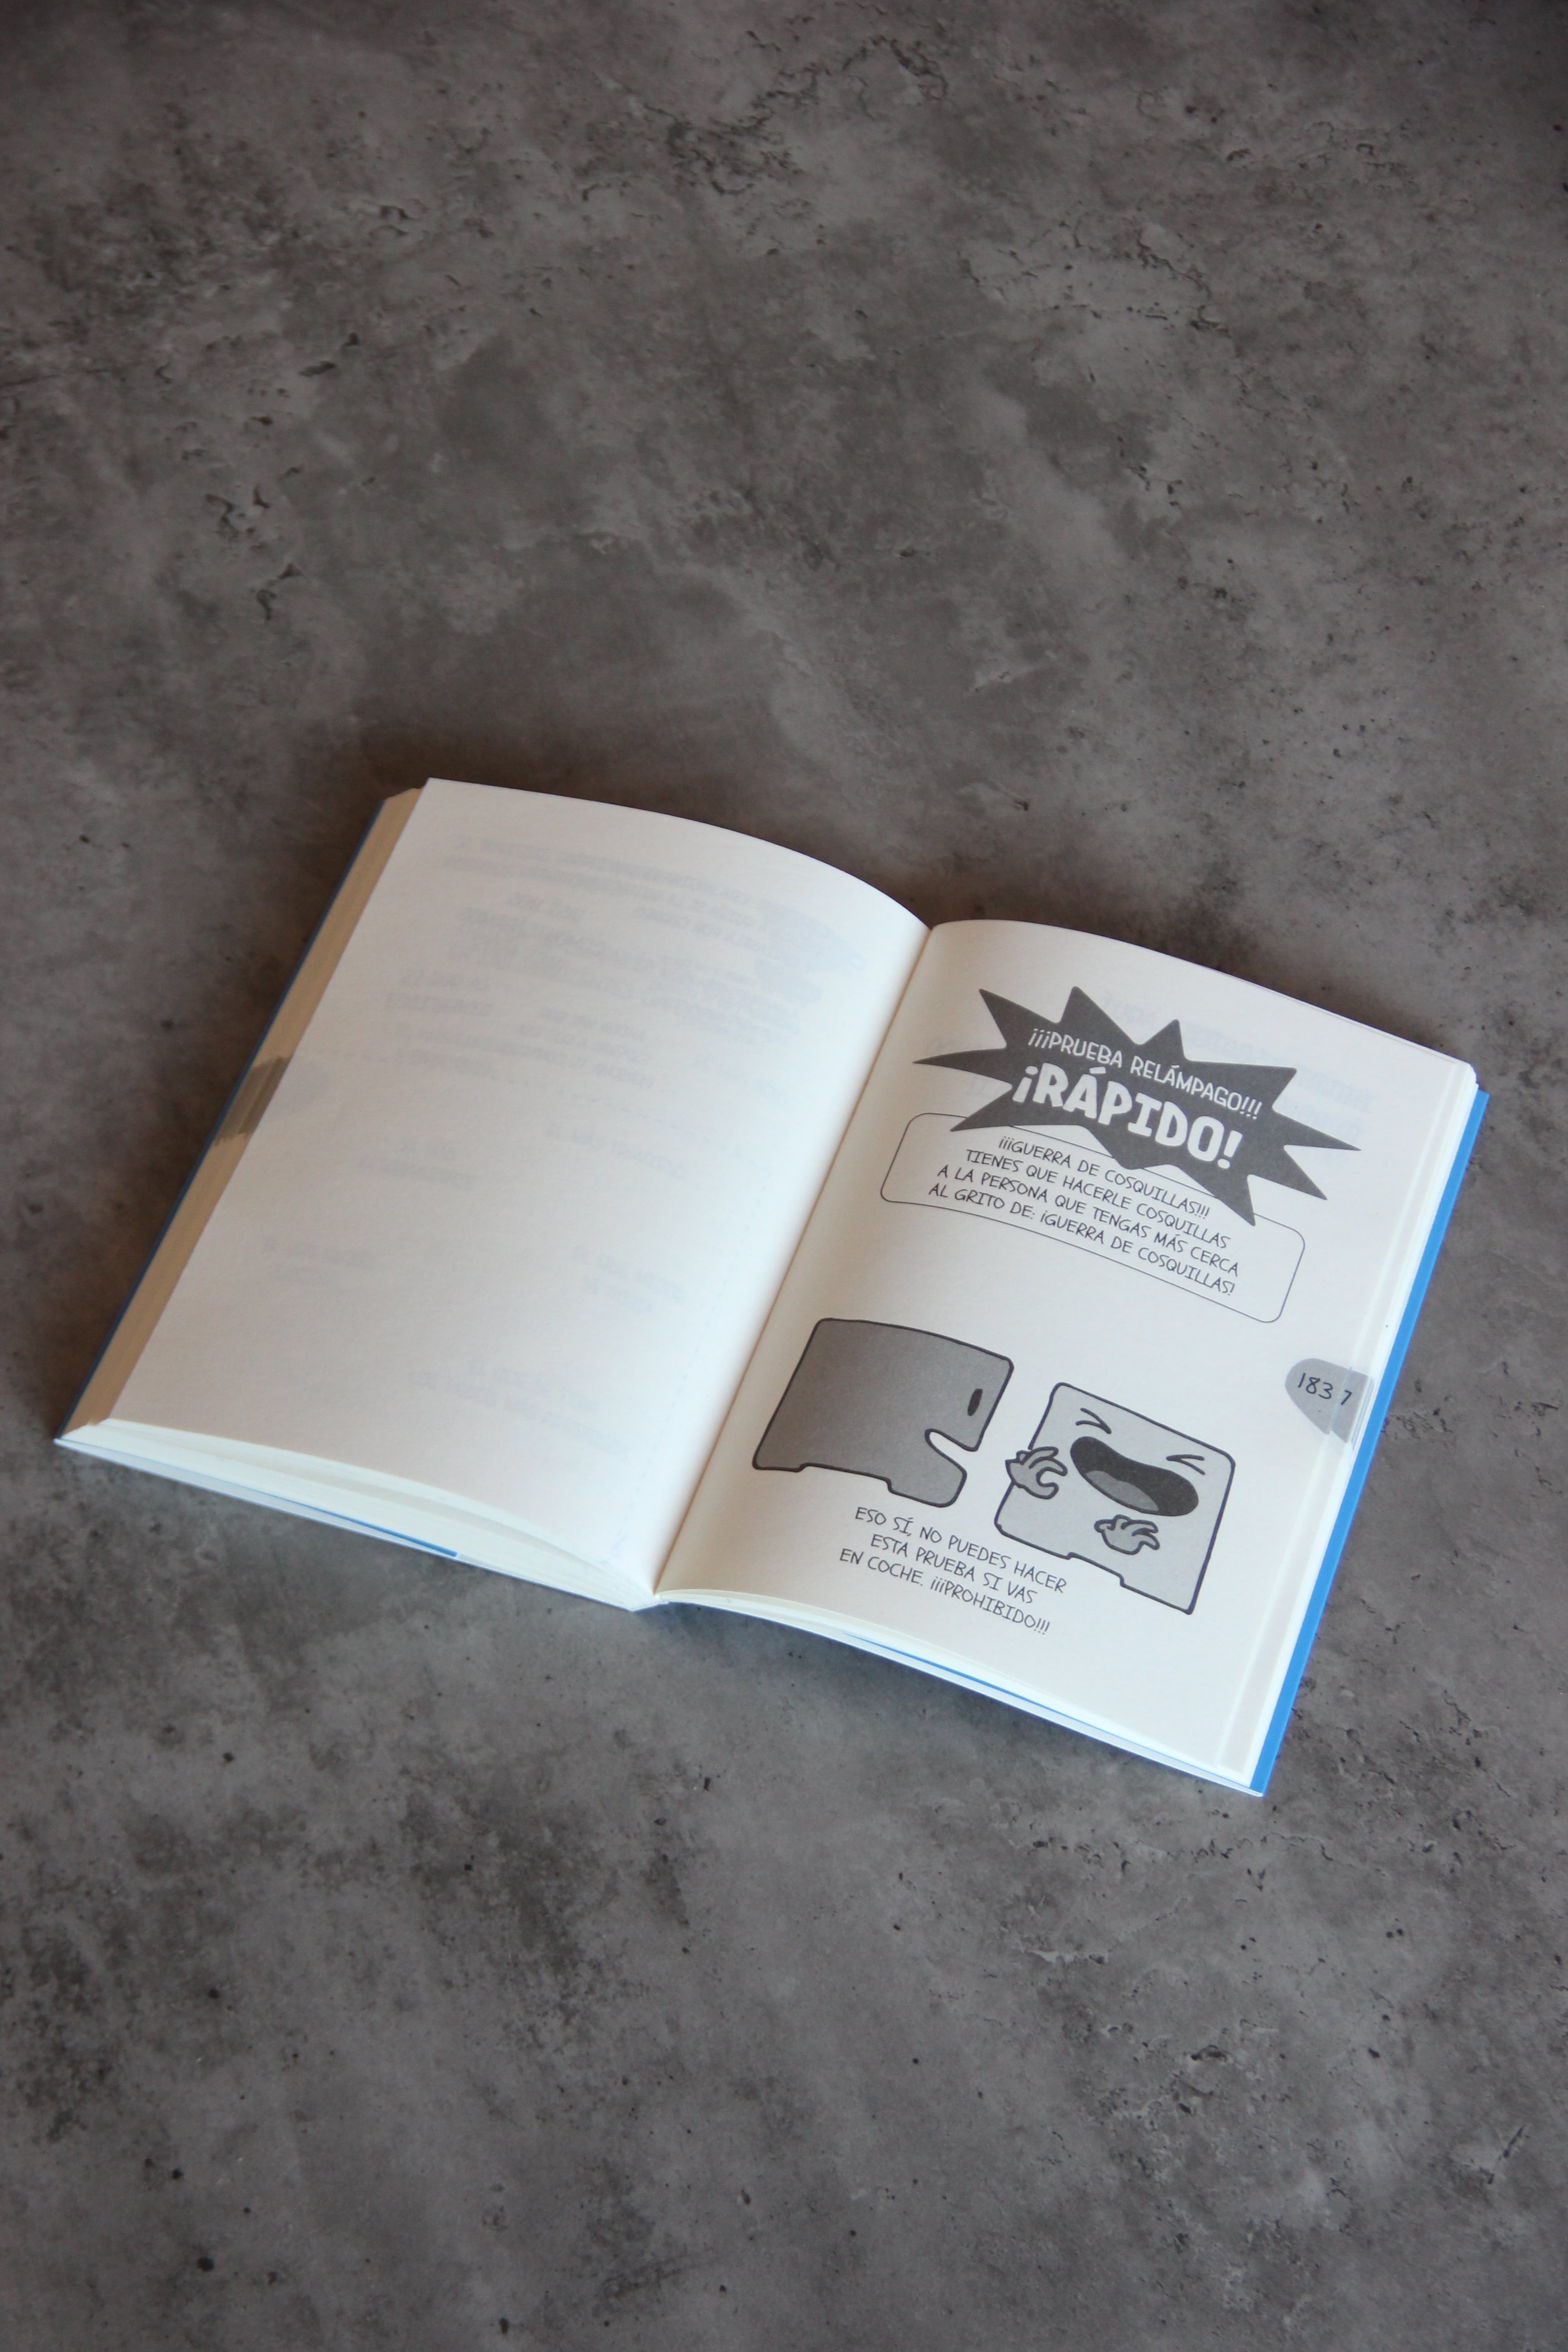 ¡¡¡PRUEBA RELÁMPAGO!!!
¡RÁPIDO!
¡¡¡GUERRA DE COSQUILLAS!!!
TIENES QUE HACERLE COSQUILLAS
A LA PERSONA QUE TENGAS MÁS CERCA
AL GRITO DE: ¡GUERRA DE COSQUILLAS!
183
7
ESO SÍ, NO PUEDES HACER
ESTA PRUEBA SI VAS
EN COCHE. ¡¡¡PROHIBIDO!!!